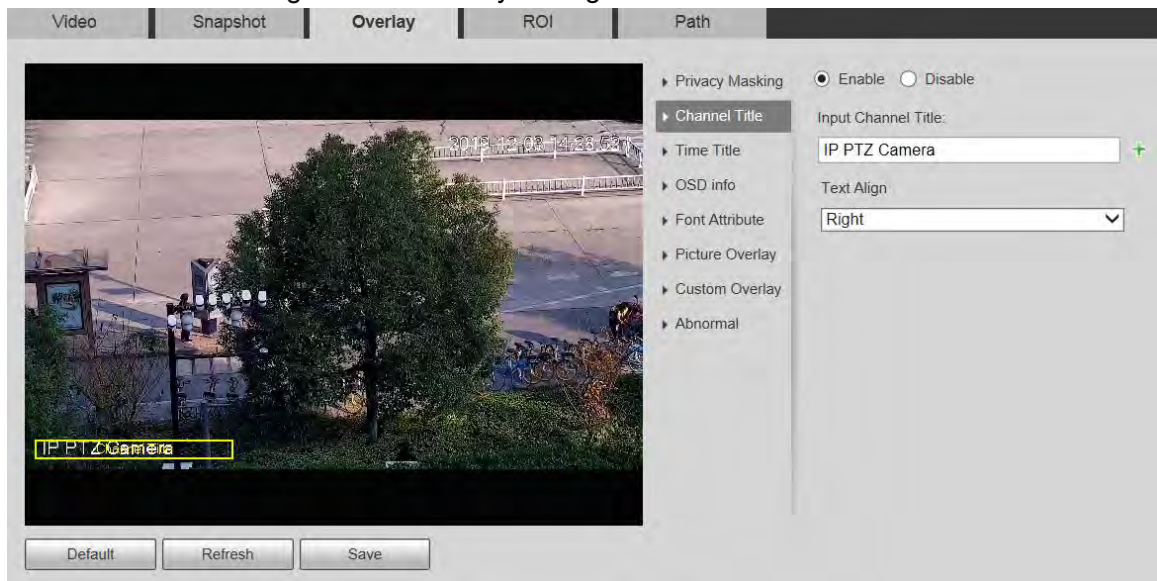 Video Snapshot Overlay ROI Path
Privacy Masking
Channel Title
Time Title
OSD info
Font Attribute
Picture Overlay
Custom Overlay
Abnormal
Enable Disable
Input Channel Title:
IP PTZ Camera
Text Align
Right
IP PTZ Camera
Default Refresh Save